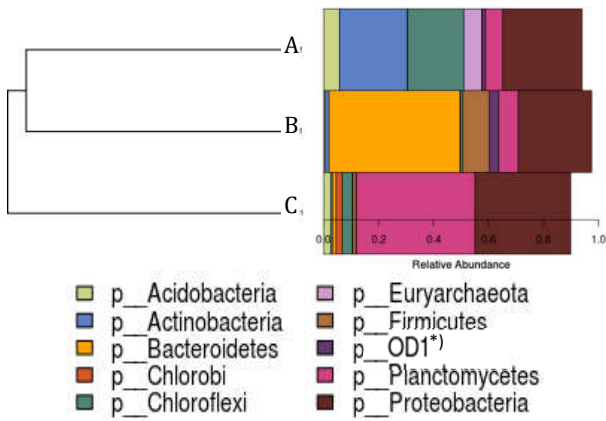 A
B
C
0.0 0.2 0.4 0.6 0.8 1.0
Relative Abundance
p__Acidobacteria
p__Actinobacteria
p__Bacteroidetes
p__Chlorobi
p__Chloroflexi
p__Euryarchaeota
p__Firmicutes
p__OD1*)
p__Planctomycetes
p__Proteobacteria